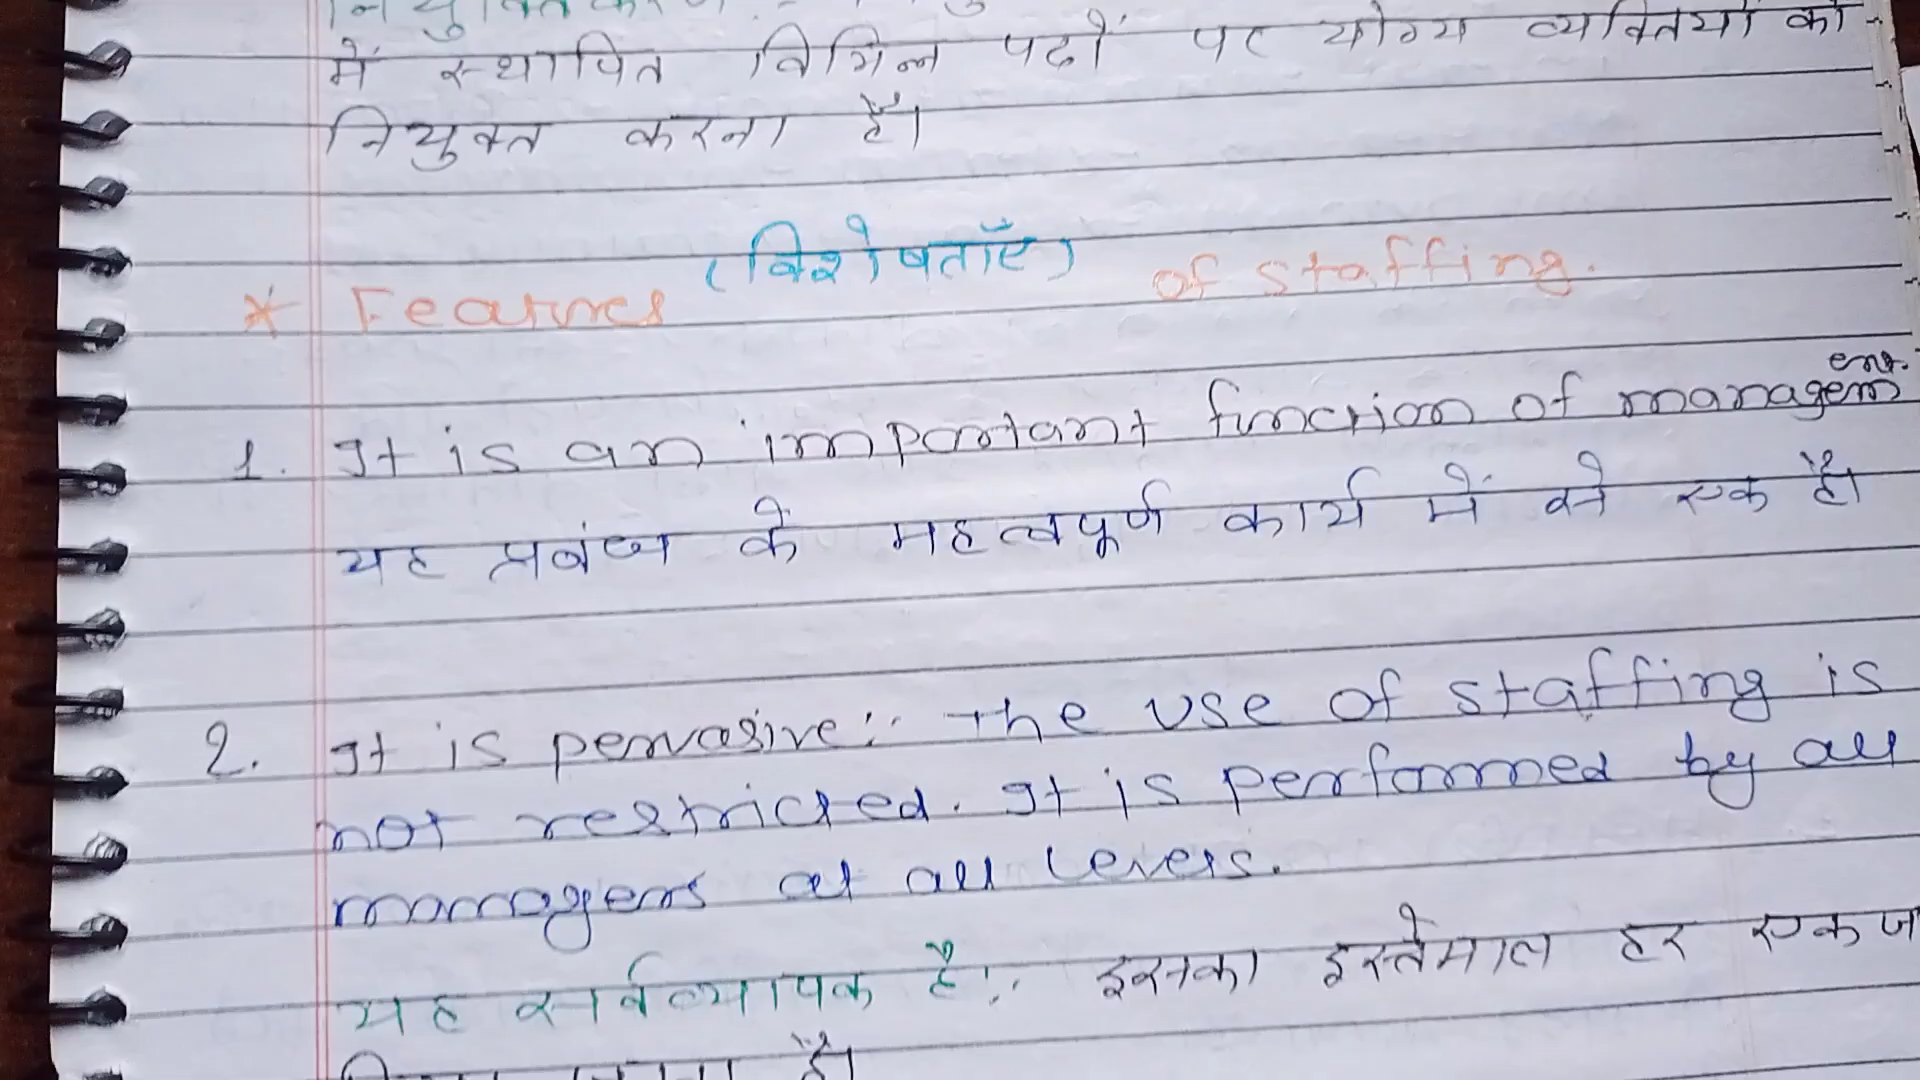 में स्थापित विभिन्न पदों पर योग्य व्यक्तियों को
नियुक्त करना है।
* Features (विशेषताएँ) of staffing.
1. It is an important function of management.
यह प्रबंध के महत्वपूर्ण कार्य में से एक है।
2. It is pervasive:- the use of staffing is
not restricted. It is performed by all
managers at all levels.
यह सर्वव्यापक है:- इसका इस्तेमाल हर एक
है।